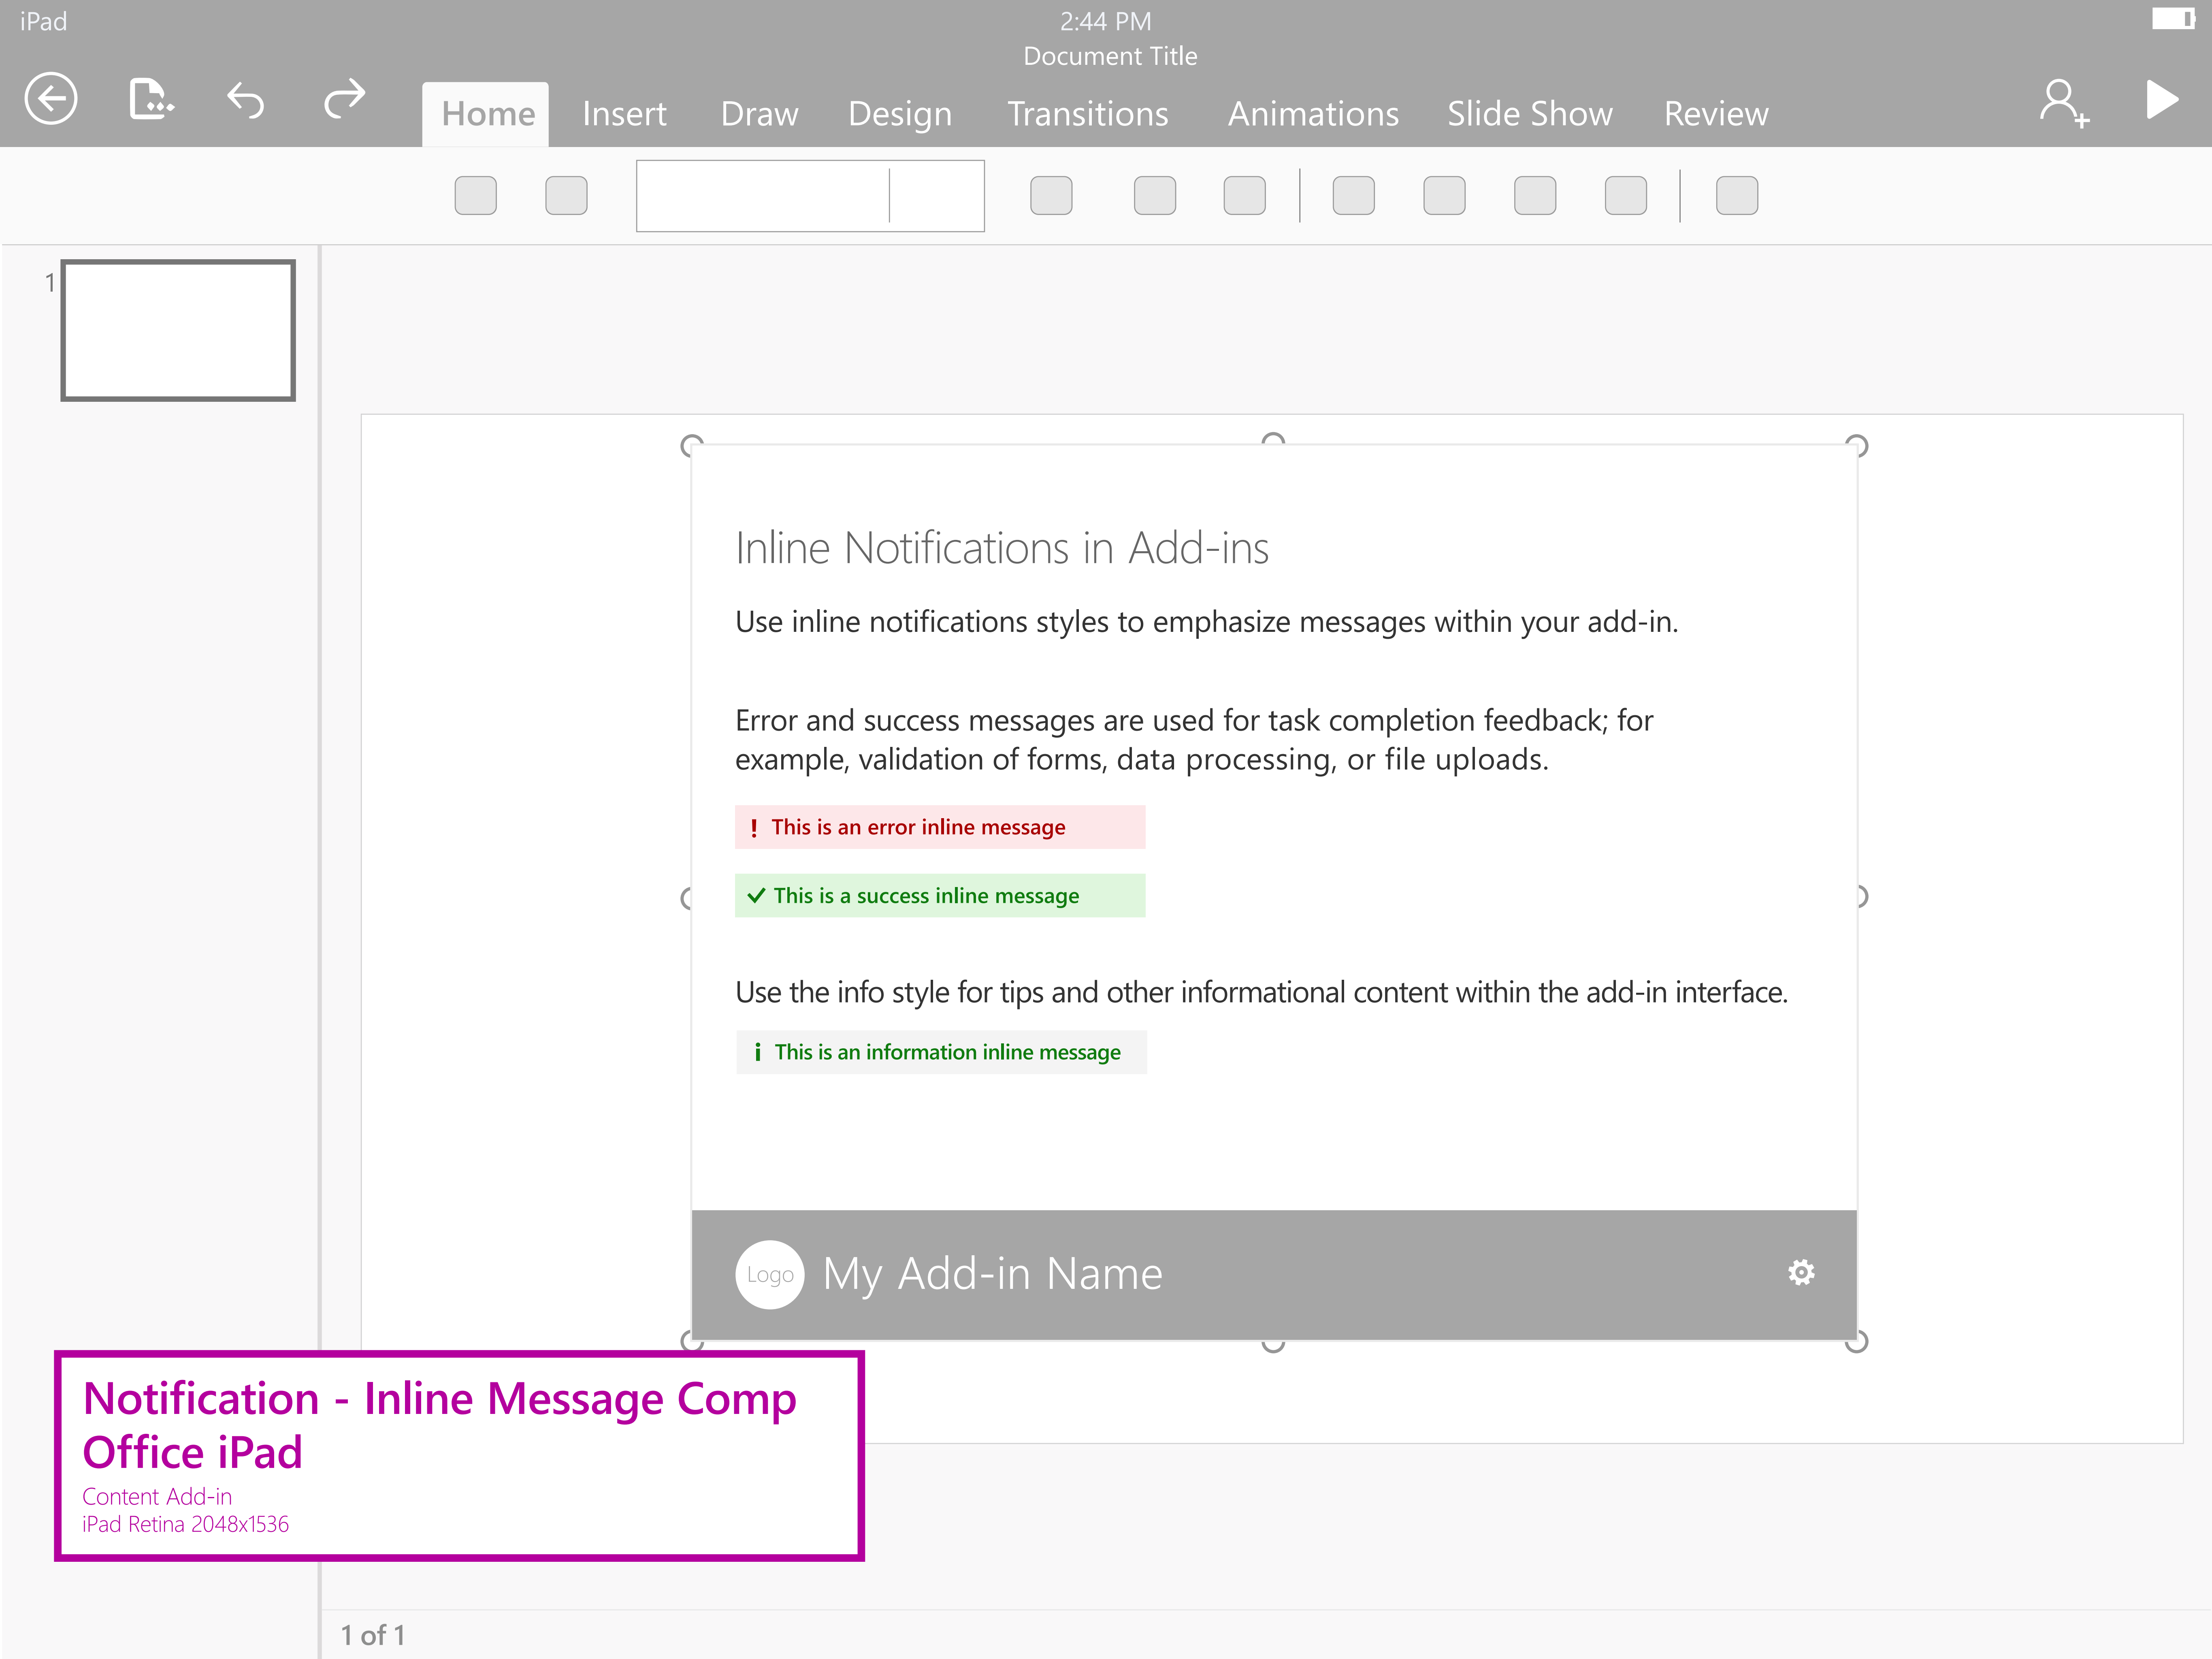 iPad
2:44 PM
Document Title
Home Insert Draw Design Transitions Animations Slide Show Review
1
Inline Notifications in Add-ins
Use inline notifications styles to emphasize messages within your add-in.
Error and success messages are used for task completion feedback; for
example, validation of forms, data processing, or file uploads.
! This is an error inline message
This is a success inline message
Use the info style for tips and other informational content within the add-in interface.
i This is an information inline message
Logo My Add-in Name
Notification - Inline Message Comp
Office iPad
Content Add-in
iPad Retina 2048x1536
1 of 1